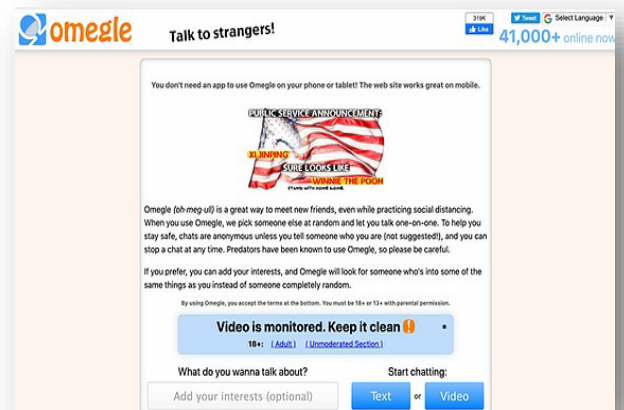 omegle
Talk to strangers!
319K
Like
Tweet
Select Language
41,000+ online now
You don't need an app to use Omegle on your phone or tablet! The web site works great on mobile.
PUBLIC SERVICE ANNOUNCEMENT:
XI JINPING
SURE LOOKS LIKE
WINNIE THE POOH
STAND WITH HONG KONG.
Omegle (oh·meg·ull) is a great way to meet new friends, even while practicing social distancing.
When you use Omegle, we pick someone else at random and let you talk one-on-one. To help you
stay safe, chats are anonymous unless you tell someone who you are (not suggested!), and you can
stop a chat at any time. Predators have been known to use Omegle, so please be careful.
If you prefer, you can add your interests, and Omegle will look for someone who's into some of the
same things as you instead of someone completely random.
By using Omegle, you accept the terms at the bottom. You must be 18+ or 13+ with parental permission.
Video is monitored. Keep it clean
18+: (Adult) (Unmoderated Section)
What do you wanna talk about?
Start chatting:
Add your interests (optional)
Text or Video